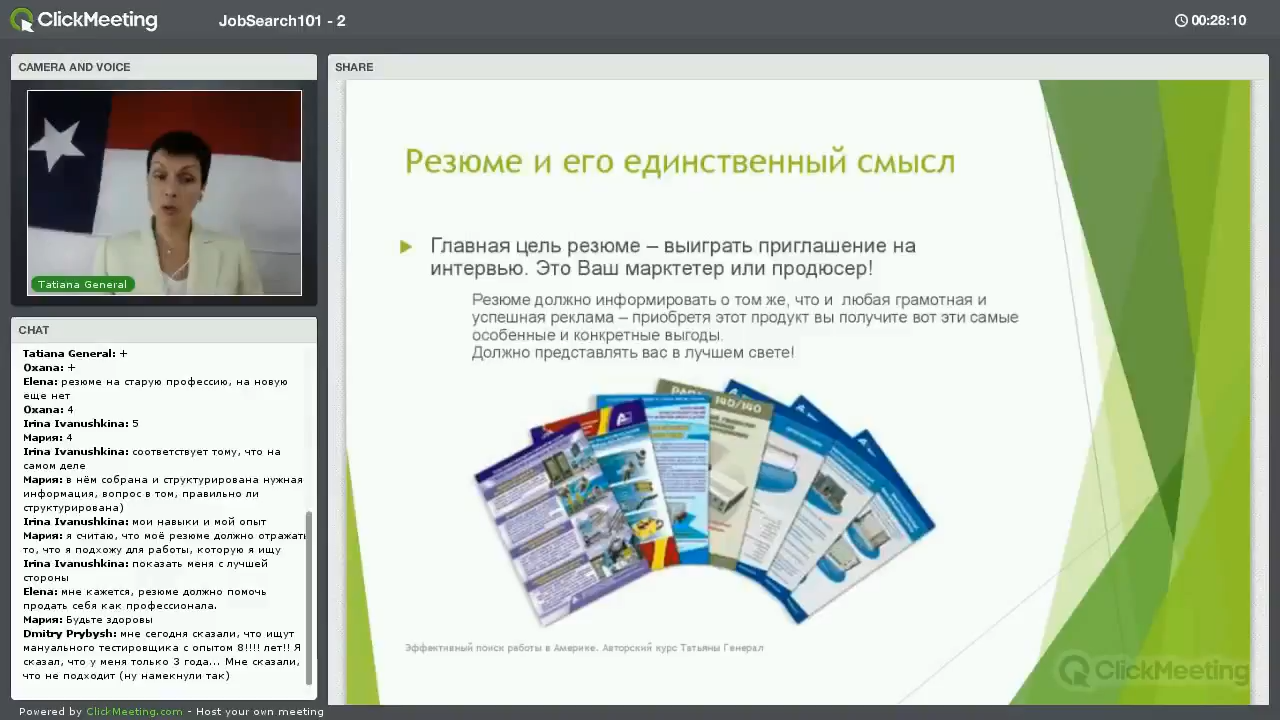 ClickMeeting
JobSearch101 - 2
00:28:10
CAMERA AND VOICE
Tatiana General
CHAT
Tatiana General: +
Oxana: +
Elena: резюме на старую профессию, на новую
еще нет
Oxana: 4
Irina Ivanushkina: 5
Мария: 4
Irina Ivanushkina: соответствует тому, что на
самом деле
Мария: в нём собрана и структурирована нужная
информация, вопрос в том, правильно ли
структурирована)
Irina Ivanushkina: мои навыки и мой опыт
Мария: я считаю, что моё резюме должно отражать
то, что я подхожу для работы, которую я ищу
Irina Ivanushkina: показать меня с лучшей
стороны
Elena: мне кажется, резюме должно помочь
продать себя как профессионала.
Мария: Будьте здоровы
Dmitry Prybysh: мне сегодня сказали, что ищут
мануального тестировщика с опытом 8!!!! лет!! Я
сказал, что у меня только 3 года... Мне сказали,
что не подходит (ну намекнули так)
SHARE
Резюме и его единственный смысл
Главная цель резюме – выиграть приглашение на
интервью. Это Ваш марктетер или продюсер!
Резюме должно информировать о том же, что и любая грамотная и
успешная реклама – приобретя этот продукт вы получите вот эти самые
особенные и конкретные выгоды.
Должно представлять вас в лучшем свете!
140/140
Эффективный поиск работы в Америке. Авторский курс Татьяны Генерал
ClickMeeting
Powered by ClickMeeting.com - Host your own meeting